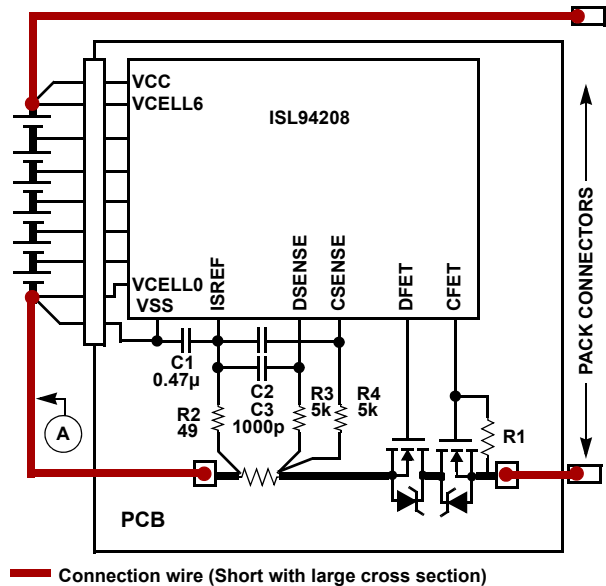 VCC
VCELL6
ISL94208
PACK CONNECTORS
VCELL0
VSS
ISREF
DSENSE
CSENSE
DFET
CFET
C1
0.47µ
C2
C3
1000p
R2
49
R3
5k
R4
5k
R1
A
PCB
Connection wire (Short with large cross section)